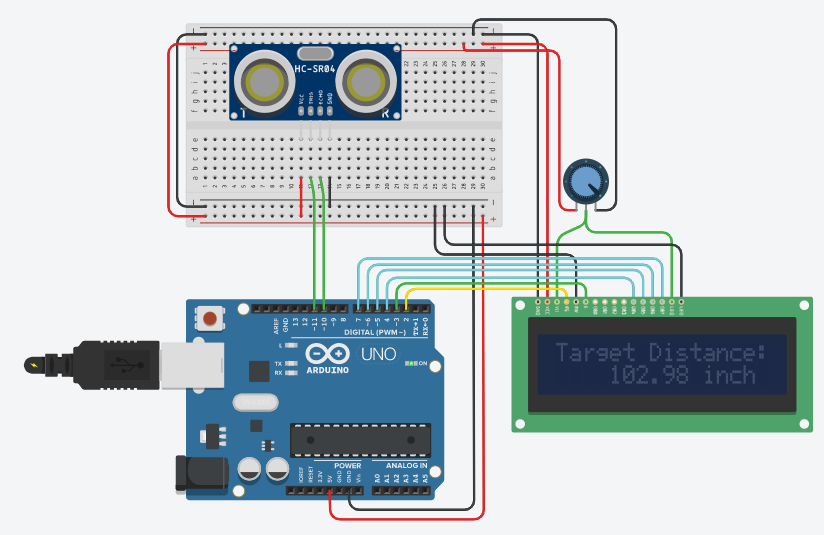 HC-SR04
VCC
TRIG
ECHO
GND
T
R
Target Distance:
102.98 inch
AREF
GND
13
12
~11
~10
~9
8
7
~6
~5
4
~3
2
TX→1
RX←0
DIGITAL (PWM ~)
L
TX
RX
UNO
ARDUINO
ON
POWER
ANALOG IN
IOREF
RESET
3.3V
5V
GND
GND
Vin
A0
A1
A2
A3
A4
A5